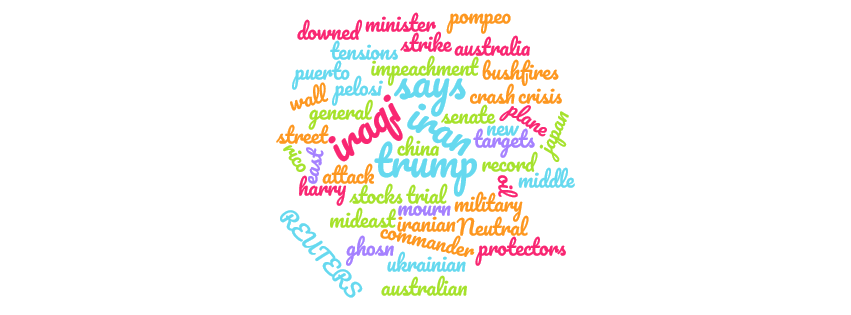 pompeo
downed
minister
strike
australia
tensions
puerto
impeachment
bushfires
pelosi
says
wall
crash
crisis
general
iraqi
iran
senate
plane
japan
new
street
targets
china
rico
east
trump
record
attack
oil
middle
harry
stocks
trial
mourn
military
mideast
iranian
Neutral
REUTERS
commander
ghosn
protectors
ukrainian
australian